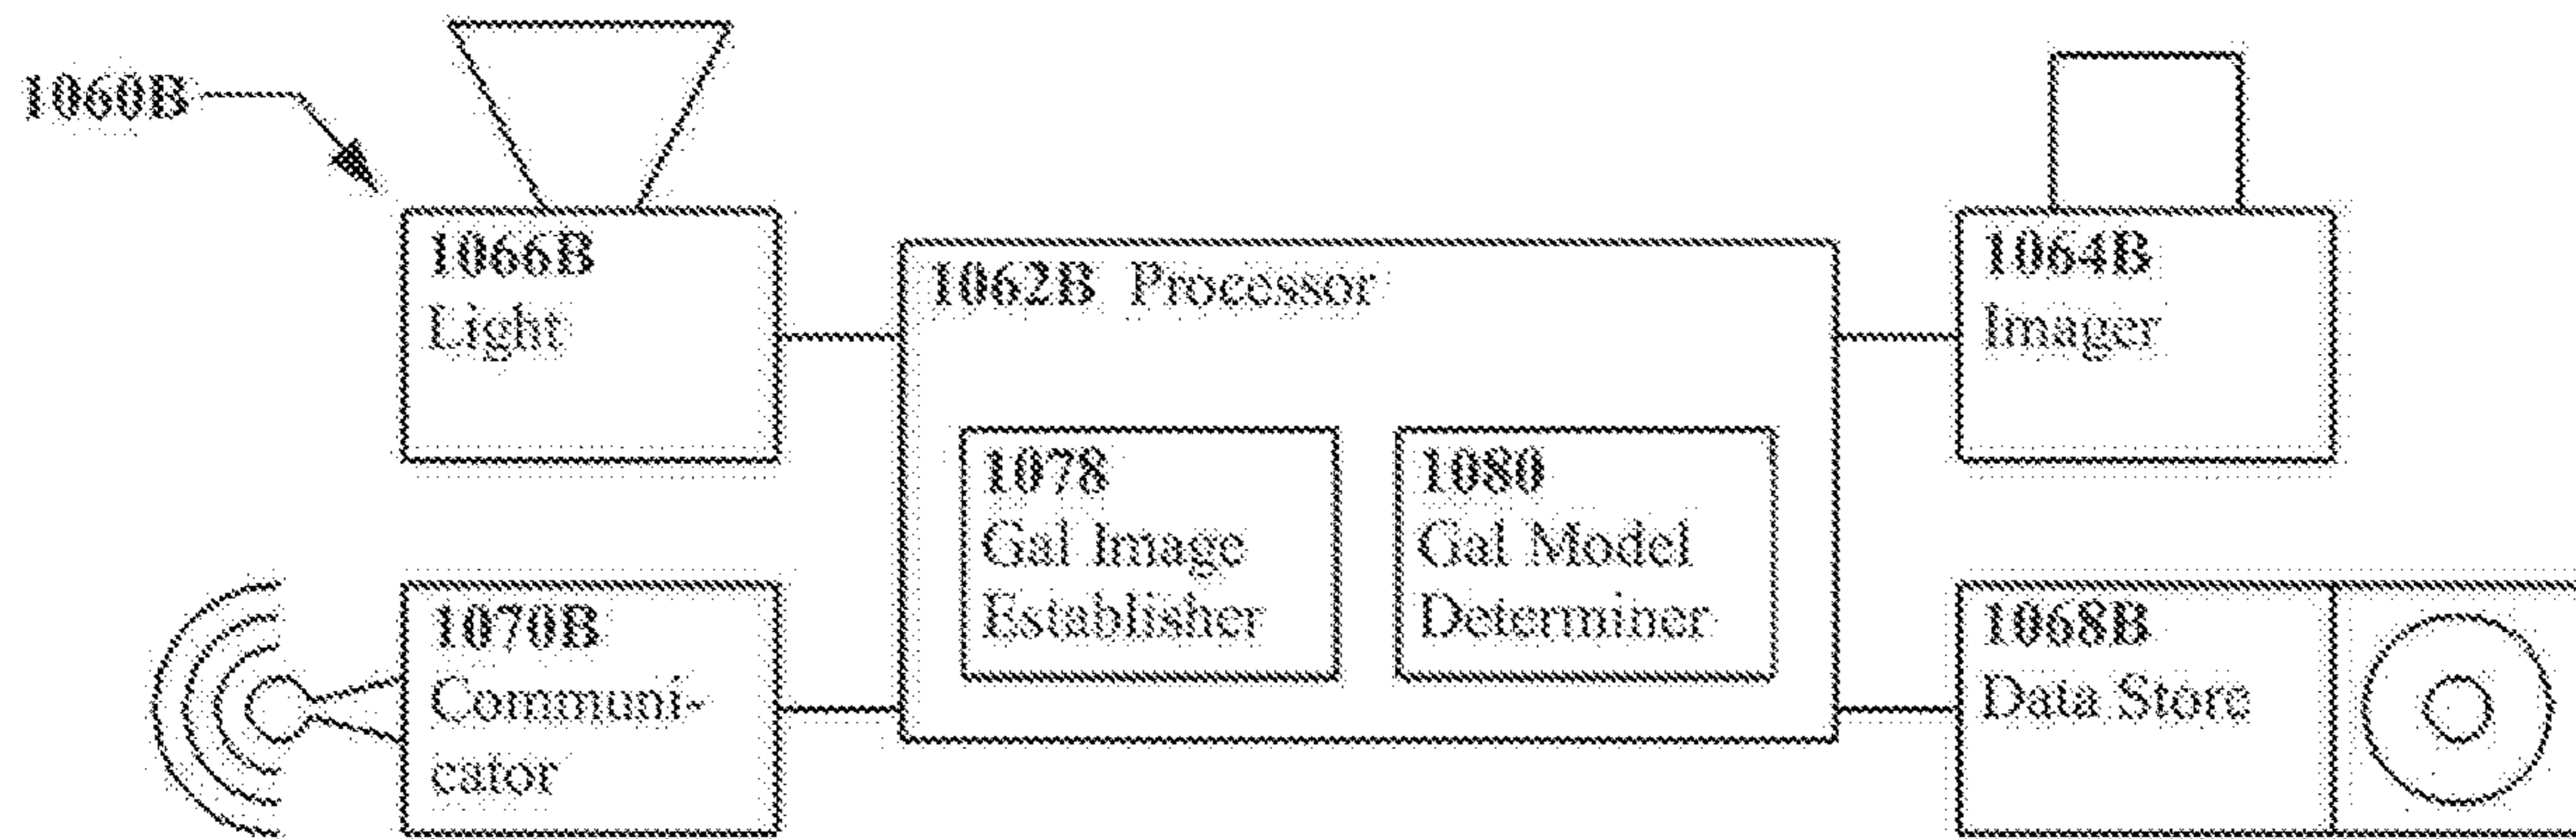 1060B
1066B
Light
1062B Processor
1064B
Imager
1078
Gal Image
Establisher
1080
Gal Model
Determiner
1070B
Communi-
cator
1068B
Data Store